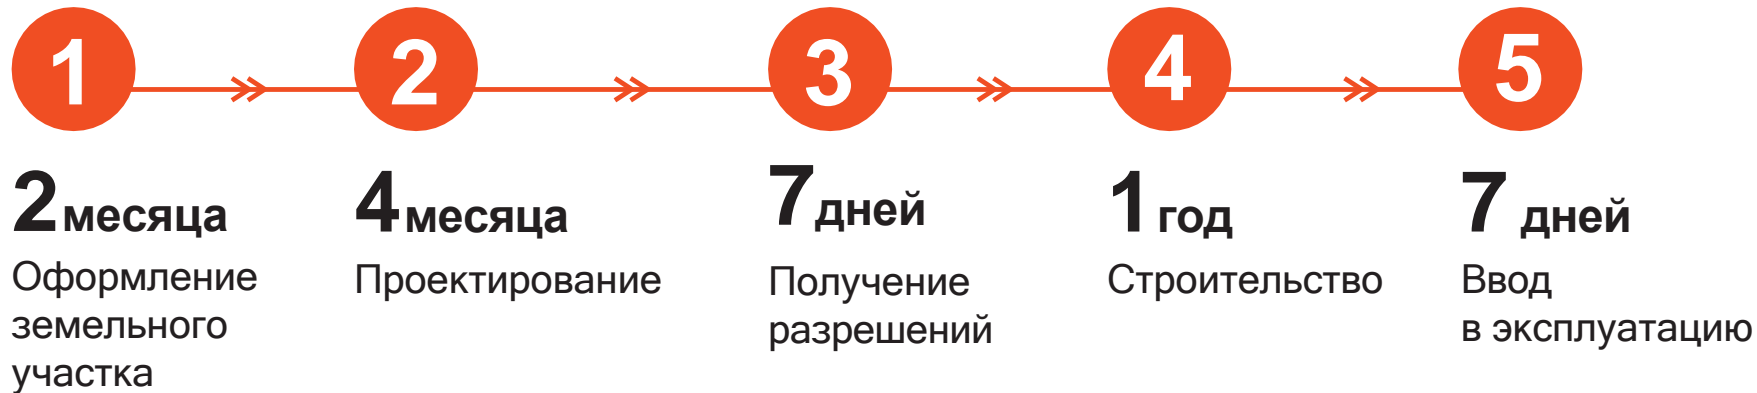 1
2 месяца
Оформление
земельного
участка
2
4 месяца
Проектирование
3
7 дней
Получение
разрешений
4
1 год
Строительство
5
7 дней
Ввод
в эксплуатацию